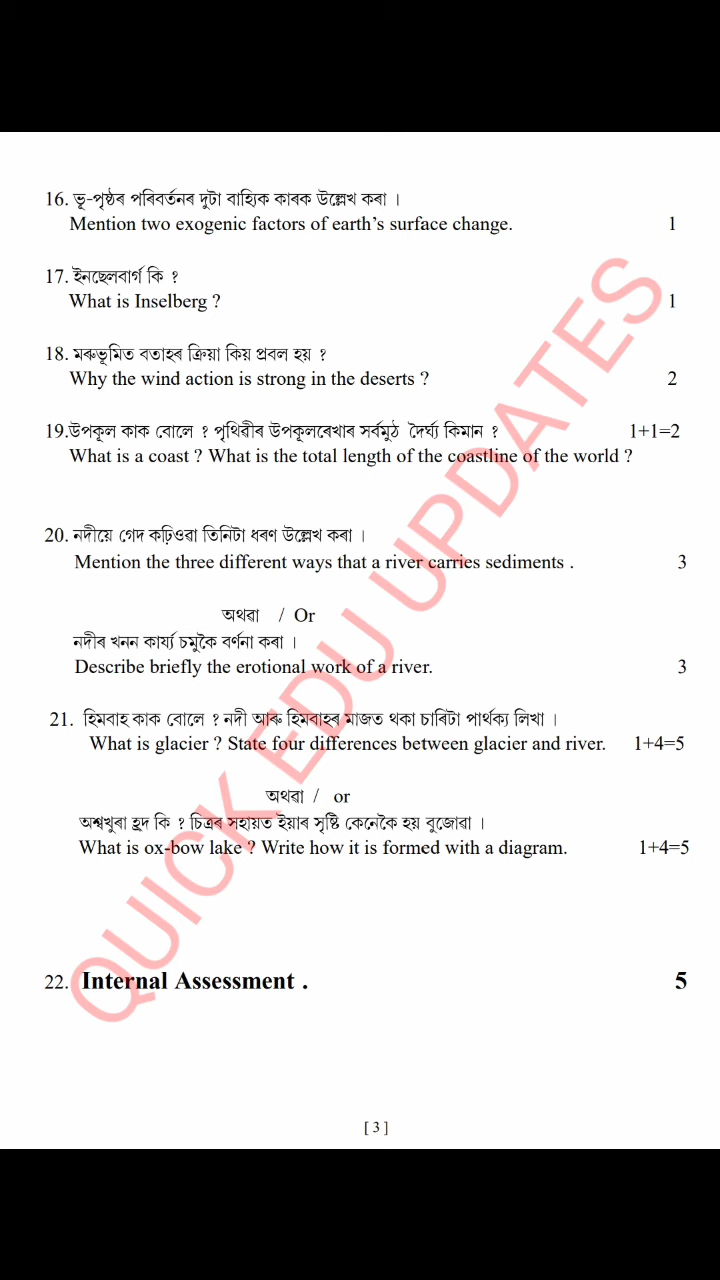 16. ভূ-পৃষ্ঠৰ পৰিবৰ্তনৰ দুটা বাহ্যিক কাৰক উল্লেখ কৰা ।
Mention two exogenic factors of earth's surface change. 1
17. ইনছেলবাৰ্গ কি ?
What is Inselberg ? 1
18. মৰুভূমিত বতাহৰ ক্ৰিয়া কিয় প্ৰবল হয় ?
Why the wind action is strong in the deserts ? 2
19.উপকূল কাক বোলে ? পৃথিৱীৰ উপকূলৰেখাৰ সৰ্বমুঠ দৈৰ্ঘ্য কিমান ? 1+1=2
What is a coast ? What is the total length of the coastline of the world ?
20. নদীয়ে গেদ কঢ়িওৱা তিনিটা ধৰণ উল্লেখ কৰা ।
Mention the three different ways that a river carries sediments . 3
অথৱা / Or
নদীৰ খনন কাৰ্য্য চমুকৈ বৰ্ণনা কৰা ।
Describe briefly the erotional work of a river. 3
21. হিমবাহ কাক বোলে ? নদী আৰু হিমবাহৰ মাজত থকা চাৰিটা পাৰ্থক্য লিখা ।
What is glacier ? State four differences between glacier and river. 1+4=5
অথৱা / or
অশ্বখুৰা হ্ৰদ কি ? চিত্ৰৰ সহায়ত ইয়াৰ সৃষ্টি কেনেকৈ হয় বুজোৱা ।
What is ox-bow lake ? Write how it is formed with a diagram. 1+4=5
22. Internal Assessment . 5
[ 3 ]
QUICK EDU UPDATES